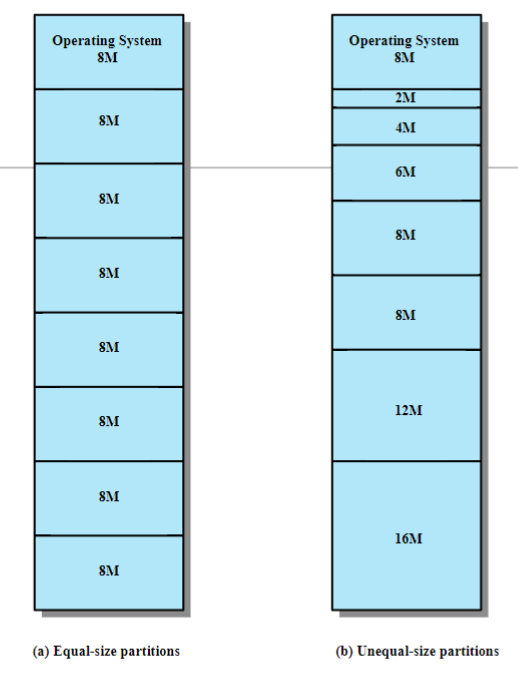 Operating System
8M
8M
8M
8M
8M
8M
8M
8M
(a) Equal-size partitions
Operating System
8M
2M
4M
6M
8M
8M
12M
16M
(b) Unequal-size partitions